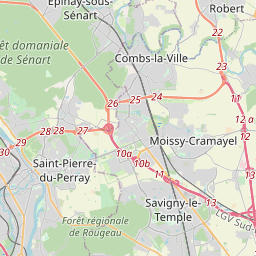 Épinay-sous-
Sénart
Robert
Forêt domaniale
de Sénart
Combs-la-Ville
23
22
26
25
24
11
12 a
12
13
30
29
28
28
27
10a
10b
11
Moissy-Cramayel
Saint-Pierre-
du-Perray
Savigny-le-
Temple
Forêt régionale
de Rougeau
LGV Sud-